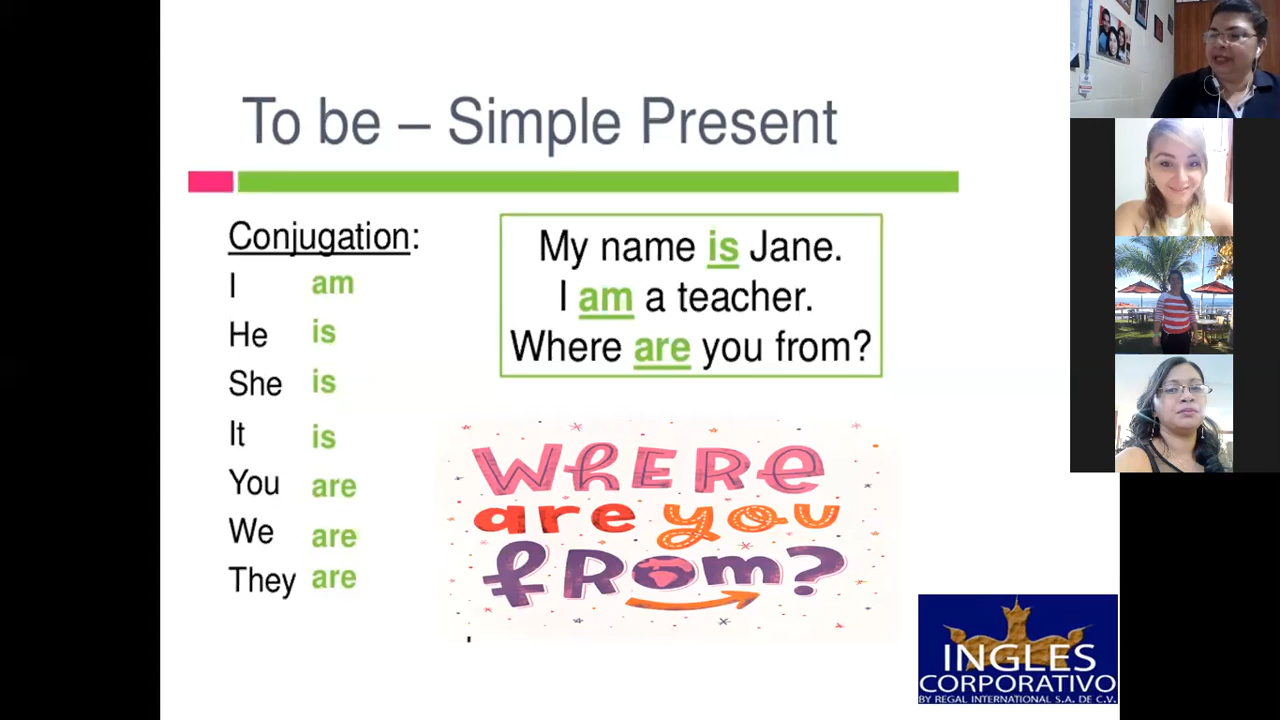 To be – Simple Present
Conjugation:
I am
He is
She is
It is
You are
We are
They are
My name is Jane.
I am a teacher.
Where are you from?
WHERE
are you
FROM?
INGLES
CORPORATIVO
BY REGAL INTERNATIONAL S.A. DE C.V.